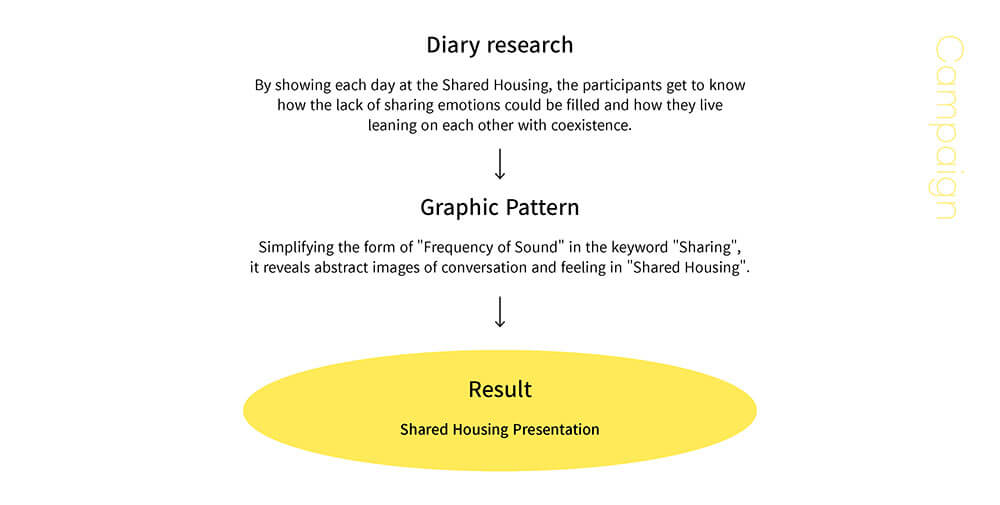 Diary research
By showing each day at the Shared Housing, the participants get to know
how the lack of sharing emotions could be filled and how they live
leaning on each other with coexistence.
Graphic Pattern
Simplifying the form of "Frequency of Sound" in the keyword "Sharing",
it reveals abstract images of conversation and feeling in "Shared Housing".
Result
Shared Housing Presentation
Campaign